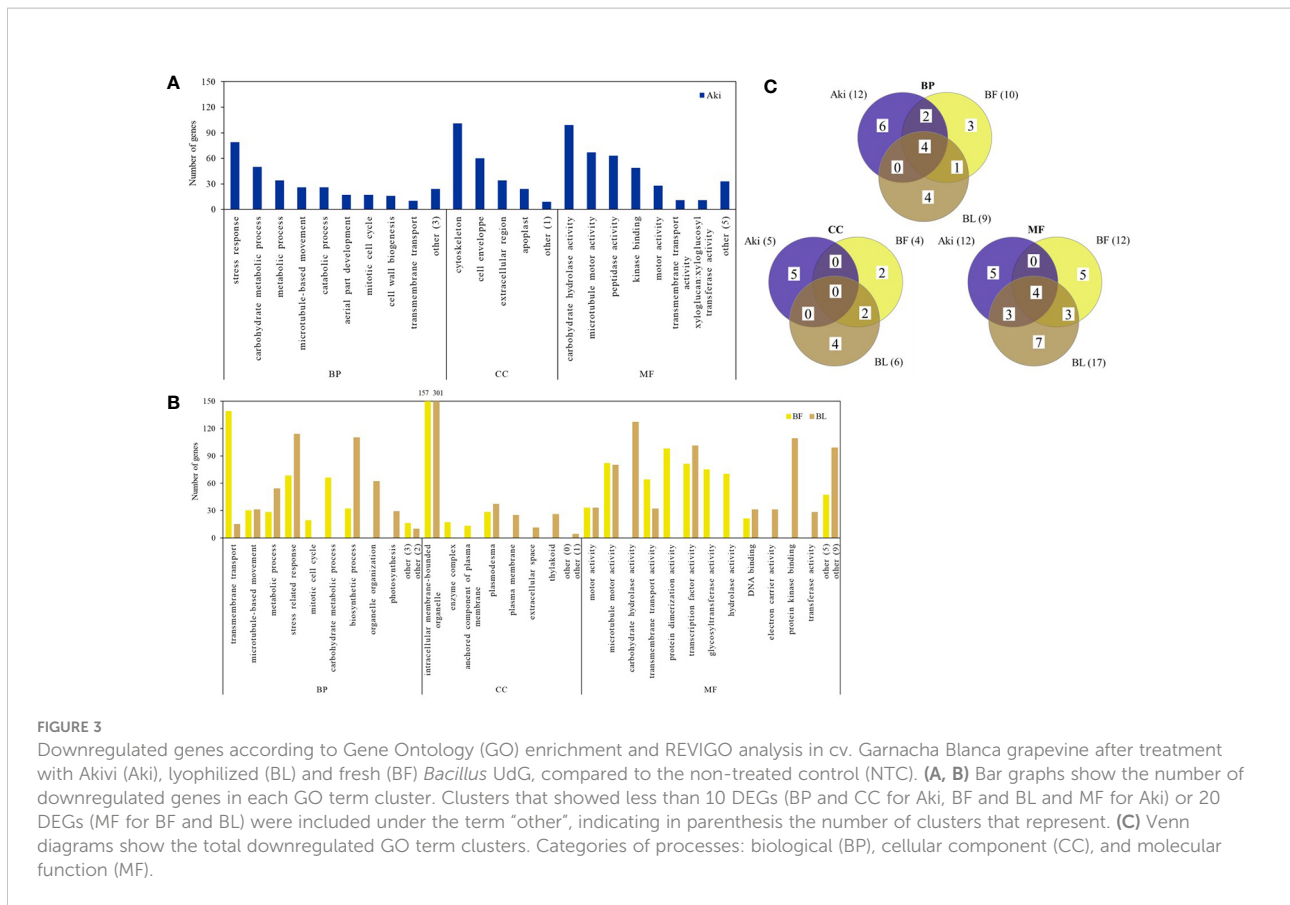 A
150
120
90
60
30
0
Number of genes
Aki
stress response
carbohydrate metabolic process
metabolic process
microtubule-based movement
catabolic process
aerial part development
mitotic cell cycle
cell wall biogenesis
transmembrane transport
other (3)
cytoskeleton
cell enveloppe
extracellular region
apoplast
other (1)
carbohydrate hydrolase activity
microtubule motor activity
peptidase activity
kinase binding
motor activity
transmembrane transport
activity
xyloglucan:xyloglucosyl
transferase activity
other (5)
BP
CC
MF
B
157 301
150
120
90
60
30
0
Number of genes
BF
BL
transmembrane transport
microtubule-based movement
metabolic process
stress related response
mitotic cell cycle
carbohydrate metabolic process
biosynthetic process
organelle organization
photosynthesis
other (3)
other (2)
intracellular membrane-bounded
organelle
enzyme complex
anchored component of plasma
membrane
plasmodesma
plasma membrane
extracellular space
thylakoid
other (0)
other (1)
motor activity
microtubule motor activity
carbohydrate hydrolase activity
transmembrane transport activity
protein dimerization activity
transcription factor activity
glycosyltransferase activity
hydrolase activity
DNA binding
electron carrier activity
protein kinase binding
transferase activity
other (5)
other (9)
BP
CC
MF
C
BP
Aki (12)
BF (10)
2
6
3
4
0
1
4
BL (9)
CC
Aki (5)
BF (4)
0
5
2
0
0
2
4
BL (6)
MF
Aki (12)
BF (12)
0
5
5
4
3
3
7
BL (17)
FIGURE 3
Downregulated genes according to Gene Ontology (GO) enrichment and REVIGO analysis in cv. Garnacha Blanca grapevine after treatment
with Akivi (Aki), lyophilized (BL) and fresh (BF) Bacillus UdG, compared to the non-treated control (NTC). (A, B) Bar graphs show the number of
downregulated genes in each GO term cluster. Clusters that showed less than 10 DEGs (BP and CC for Aki, BF and BL and MF for Aki) or 20
DEGs (MF for BF and BL) were included under the term “other”, indicating in parenthesis the number of clusters that represent. (C) Venn
diagrams show the total downregulated GO term clusters. Categories of processes: biological (BP), cellular component (CC), and molecular
function (MF).